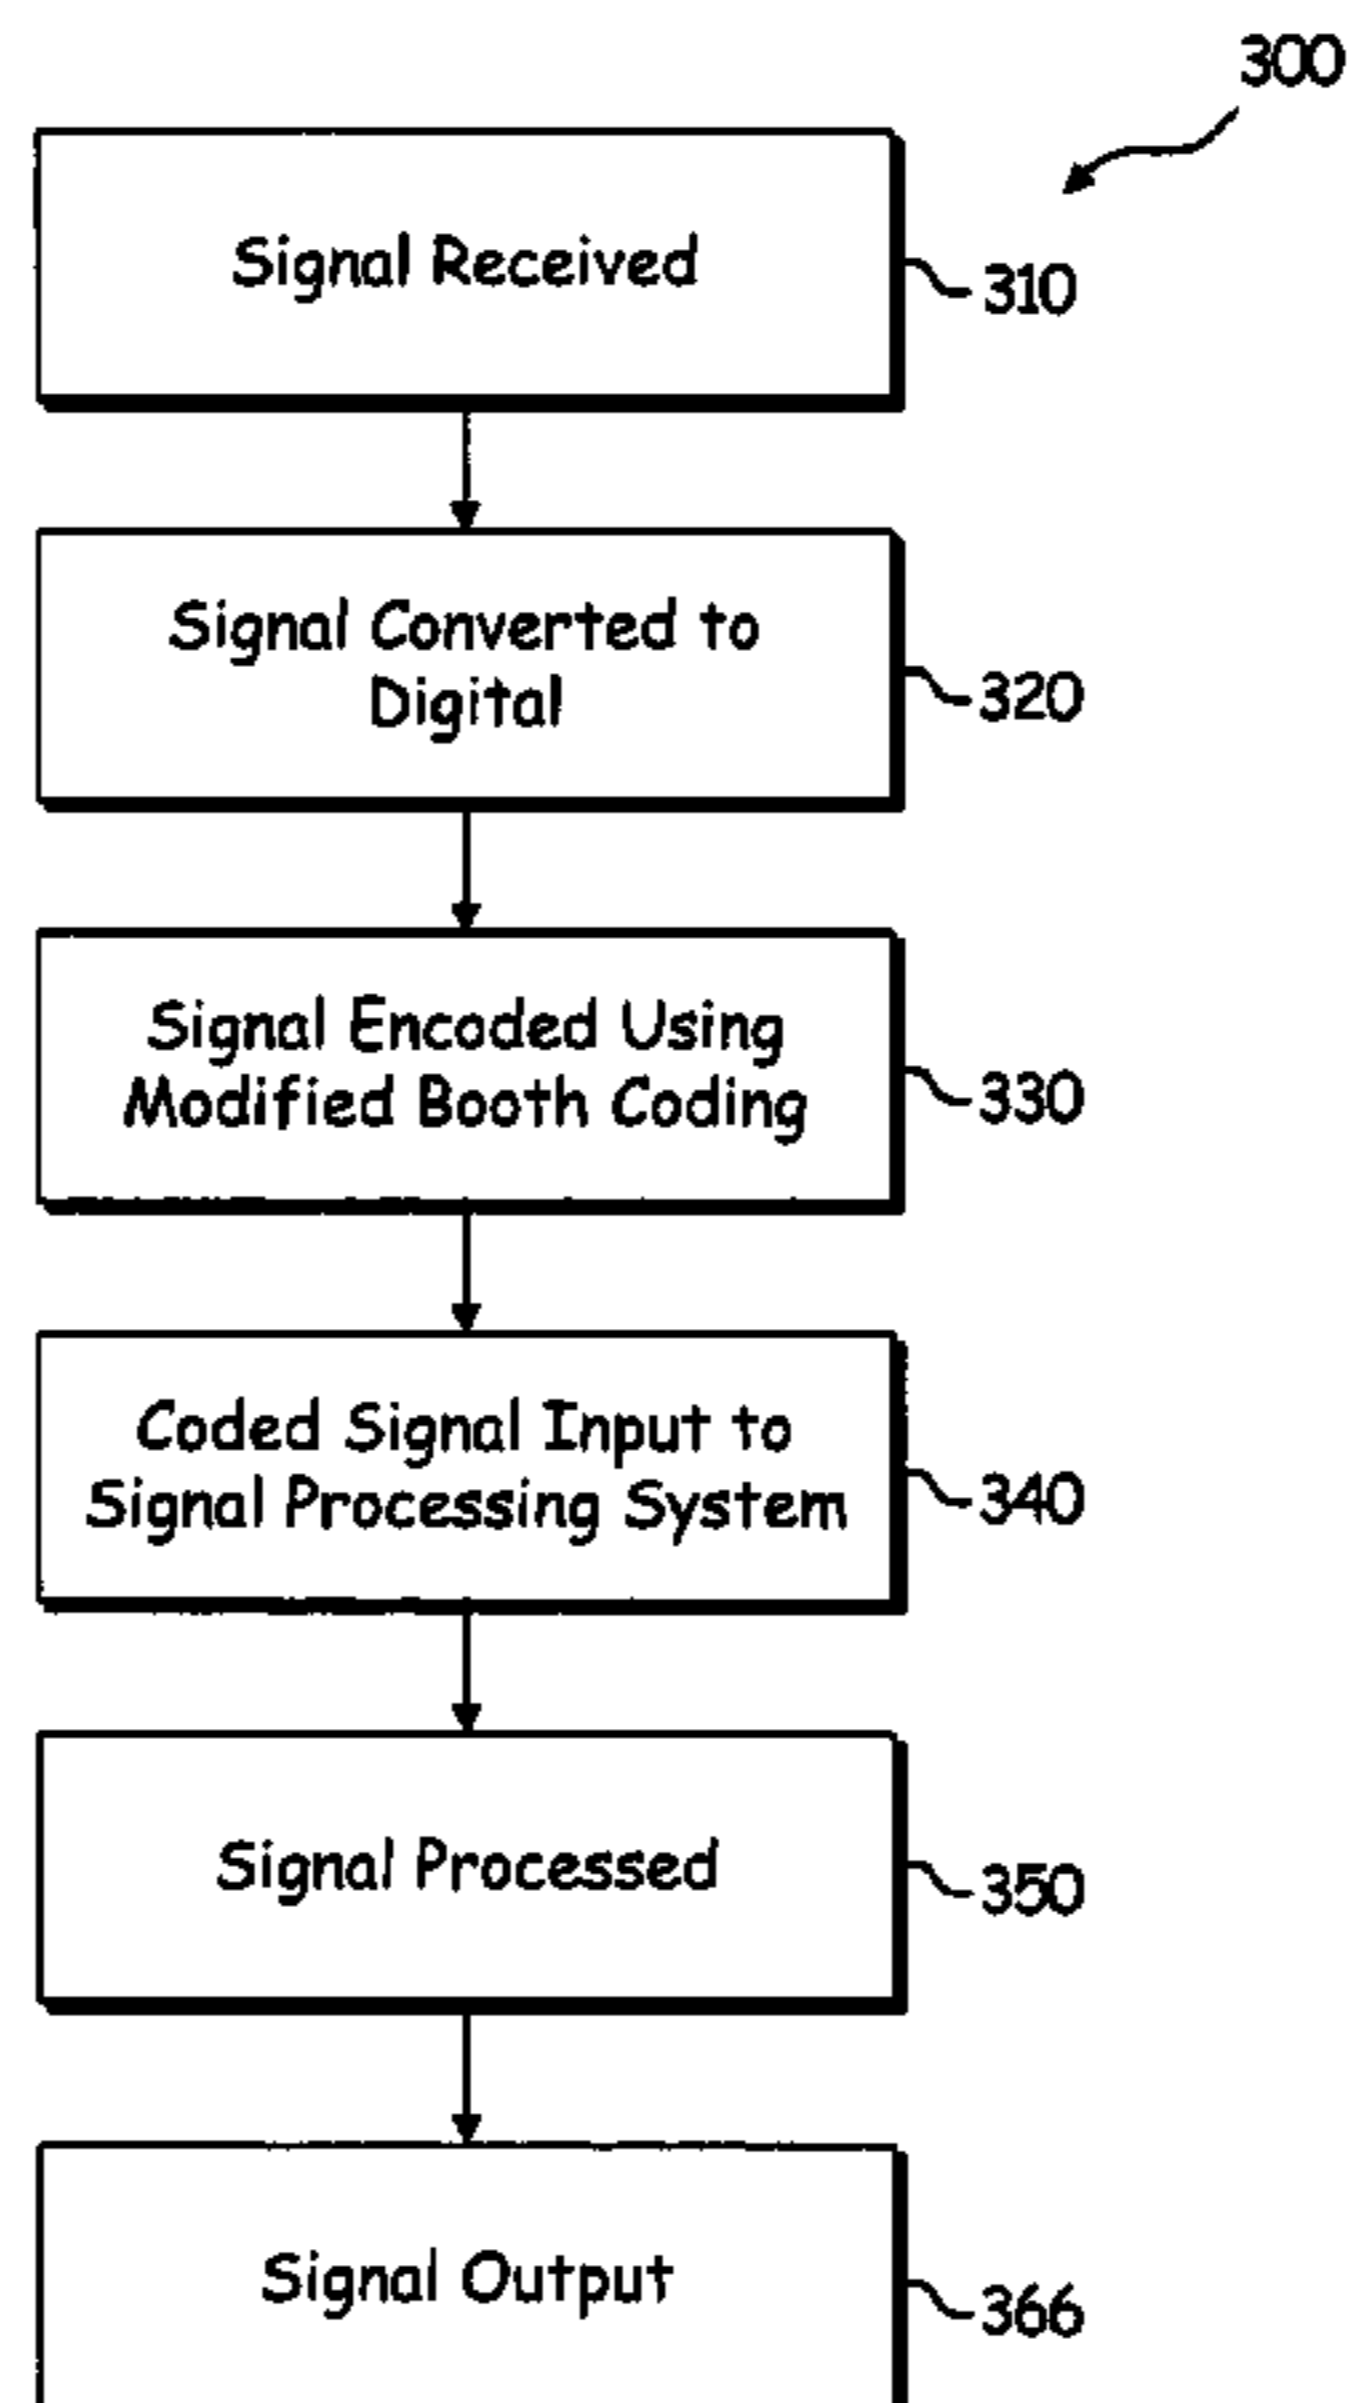 300
Signal Received
310
Signal Converted to
Digital
320
Signal Encoded Using
Modified Booth Coding
330
Coded Signal Input to
Signal Processing System
340
Signal Processed
350
Signal Output
366